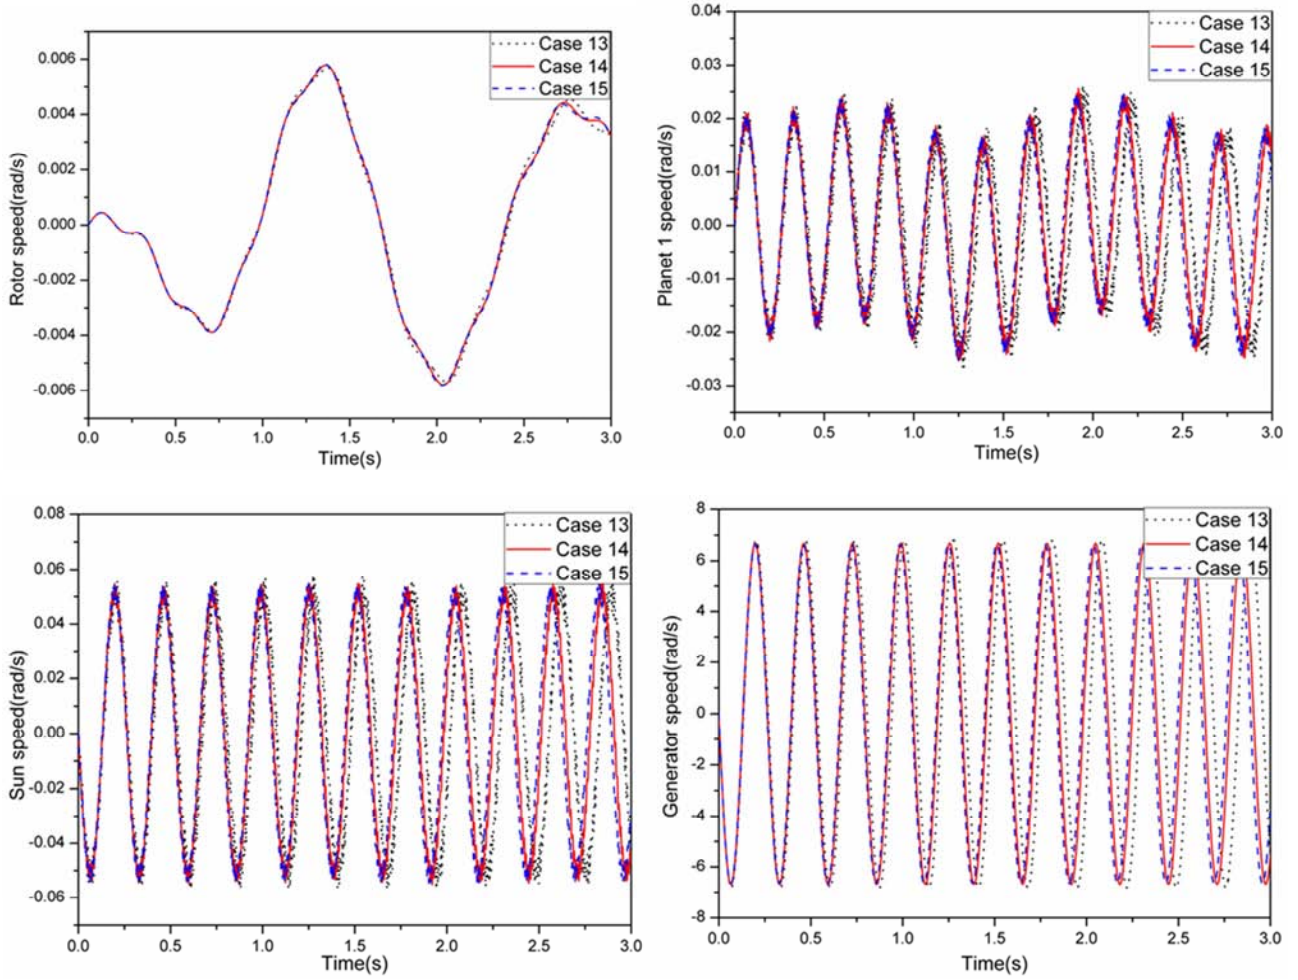 Case 13
Case 14
Case 15
0.006
0.004
0.002
0.000
-0.002
-0.004
-0.006
Rotor speed(rad/s)
0.0 0.5 1.0 1.5 2.0 2.5 3.0
Time(s)
Case 13
Case 14
Case 15
0.04
0.03
0.02
0.01
0.00
-0.01
-0.02
-0.03
Planet 1 speed(rad/s)
0.0 0.5 1.0 1.5 2.0 2.5 3.0
Time(s)
Case 13
Case 14
Case 15
0.08
0.06
0.04
0.02
0.00
-0.02
-0.04
-0.06
Sun speed(rad/s)
0.0 0.5 1.0 1.5 2.0 2.5 3.0
Time(s)
Case 13
Case 14
Case 15
8
6
4
2
0
-2
-4
-6
-8
Generator speed(rad/s)
0.0 0.5 1.0 1.5 2.0 2.5 3.0
Time(s)